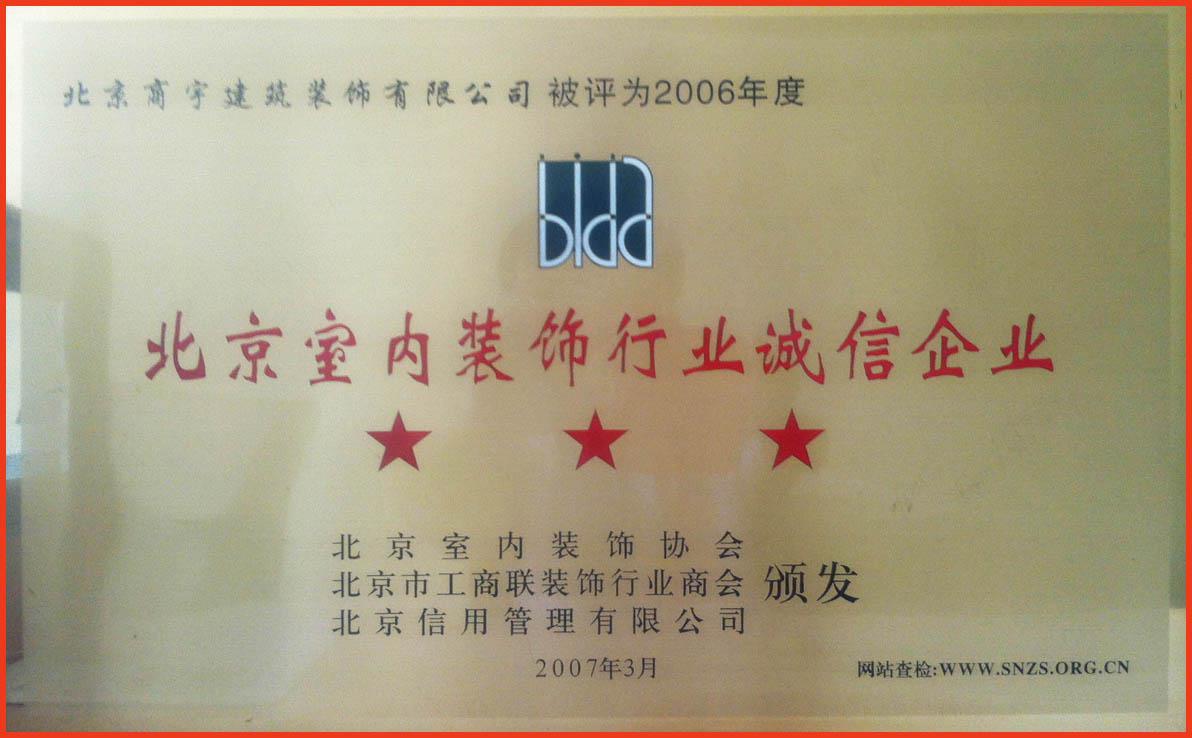 北京商宇建筑装饰有限公司 被评为2006年度
bida
北京室内装饰行业诚信企业
北京室内装饰协会
北京市工商联装饰行业商会 颁发
北京信用管理有限公司
2007年3月
网站查检:WWW.SNZS.ORG.CN